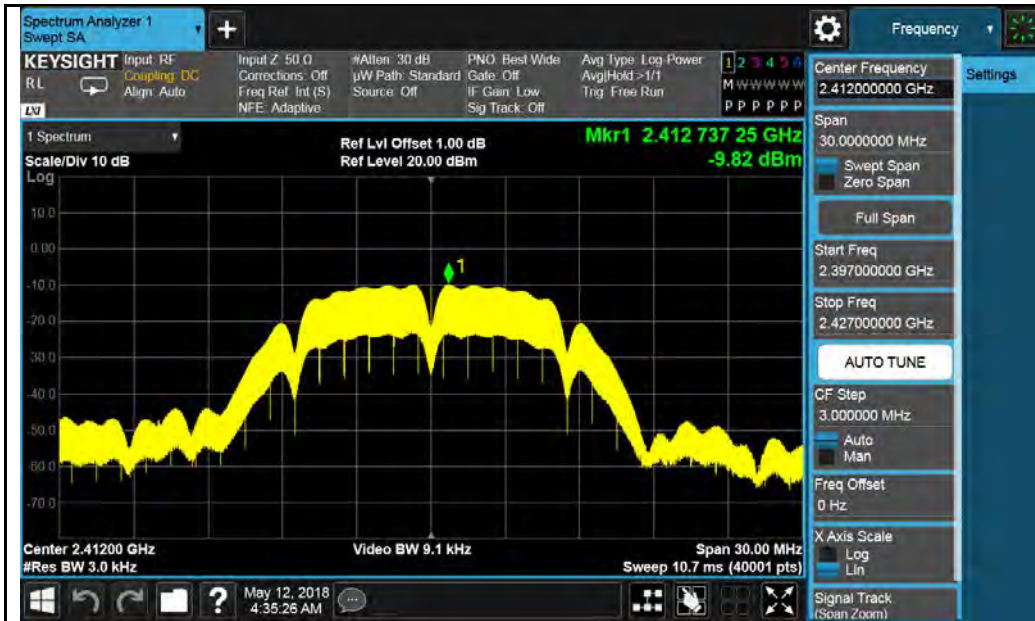 Spectrum Analyzer 1
Swept SA
+
Frequency
KEYSIGHT Input: RF
RL
Coupling: DC
Align: Auto
LXI
Input Z: 50 Ω
Corrections: Off
Freq Ref: Int (S)
NFE: Adaptive
#Atten: 30 dB
µW Path: Standard
Source: Off
PNO: Best Wide
Gate: Off
IF Gain: Low
Sig Track: Off
Avg Type: Log-Power
Avg|Hold:>1/1
Trig: Free Run
1 2 3 4 5 6
M W W W W W
P P P P P P
1 Spectrum
Scale/Div 10 dB
Log
Ref Lvl Offset 1.00 dB
Ref Level 20.00 dBm
Mkr1 2.412 737 25 GHz
-9.82 dBm
10.0
0.00
-10.0
-20.0
-30.0
-40.0
-50.0
-60.0
-70.0
1
Center 2.41200 GHz
#Res BW 3.0 kHz
Video BW 9.1 kHz
Span 30.00 MHz
Sweep 10.7 ms (40001 pts)
?
May 12, 2018
4:35:26 AM
Center Frequency
2.412000000 GHz
Settings
Span
30.0000000 MHz
Swept Span
Zero Span
Full Span
Start Freq
2.397000000 GHz
Stop Freq
2.427000000 GHz
AUTO TUNE
CF Step
3.000000 MHz
Auto
Man
Freq Offset
0 Hz
X Axis Scale
Log
Lin
Signal Track
(Span Zoom)